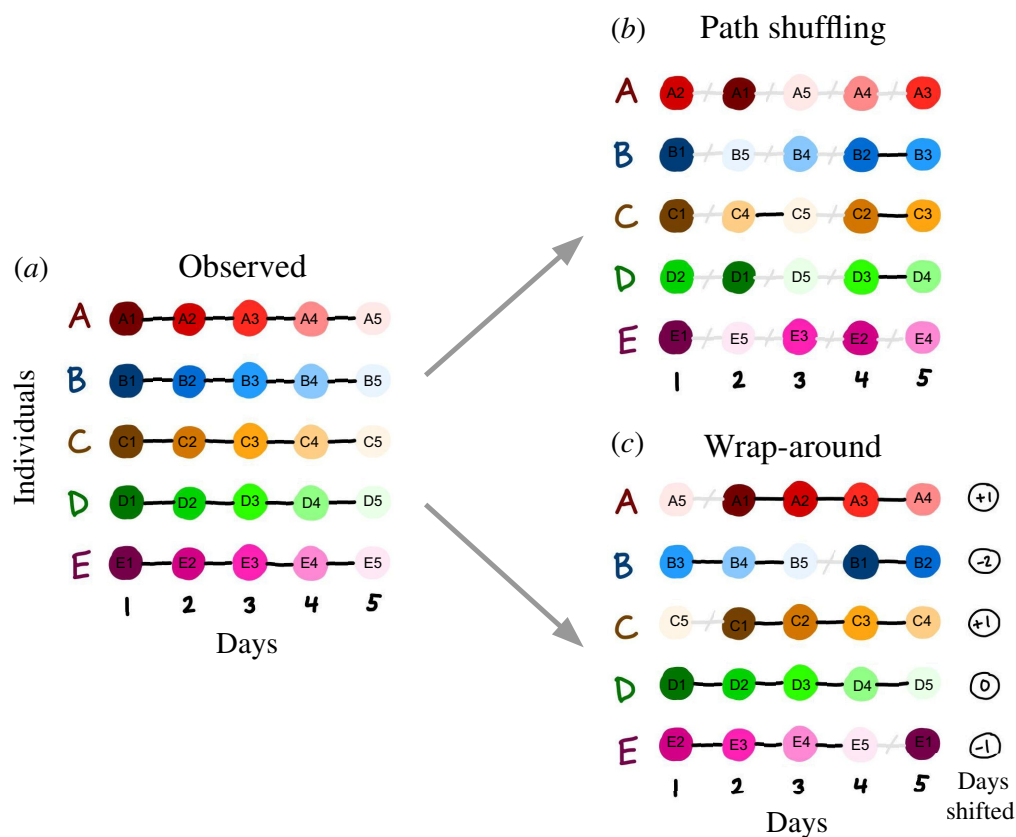 (a) Observed
A A1 A2 A3 A4 A5
B B1 B2 B3 B4 B5
C C1 C2 C3 C4 C5
D D1 D2 D3 D4 D5
E E1 E2 E3 E4 E5
1 2 3 4 5
Days
Individuals
(b) Path shuffling
A A2 A1 A5 A4 A3
B B1 B5 B4 B2 B3
C C1 C4 C5 C2 C3
D D2 D1 D5 D3 D4
E E1 E5 E3 E2 E4
1 2 3 4 5
(c) Wrap-around
A A5 A1 A2 A3 A4 +1
B B3 B4 B5 B1 B2 -2
C C5 C1 C2 C3 C4 +1
D D1 D2 D3 D4 D5 0
E E2 E3 E4 E5 E1 -1
1 2 3 4 5
Days
Days
shifted